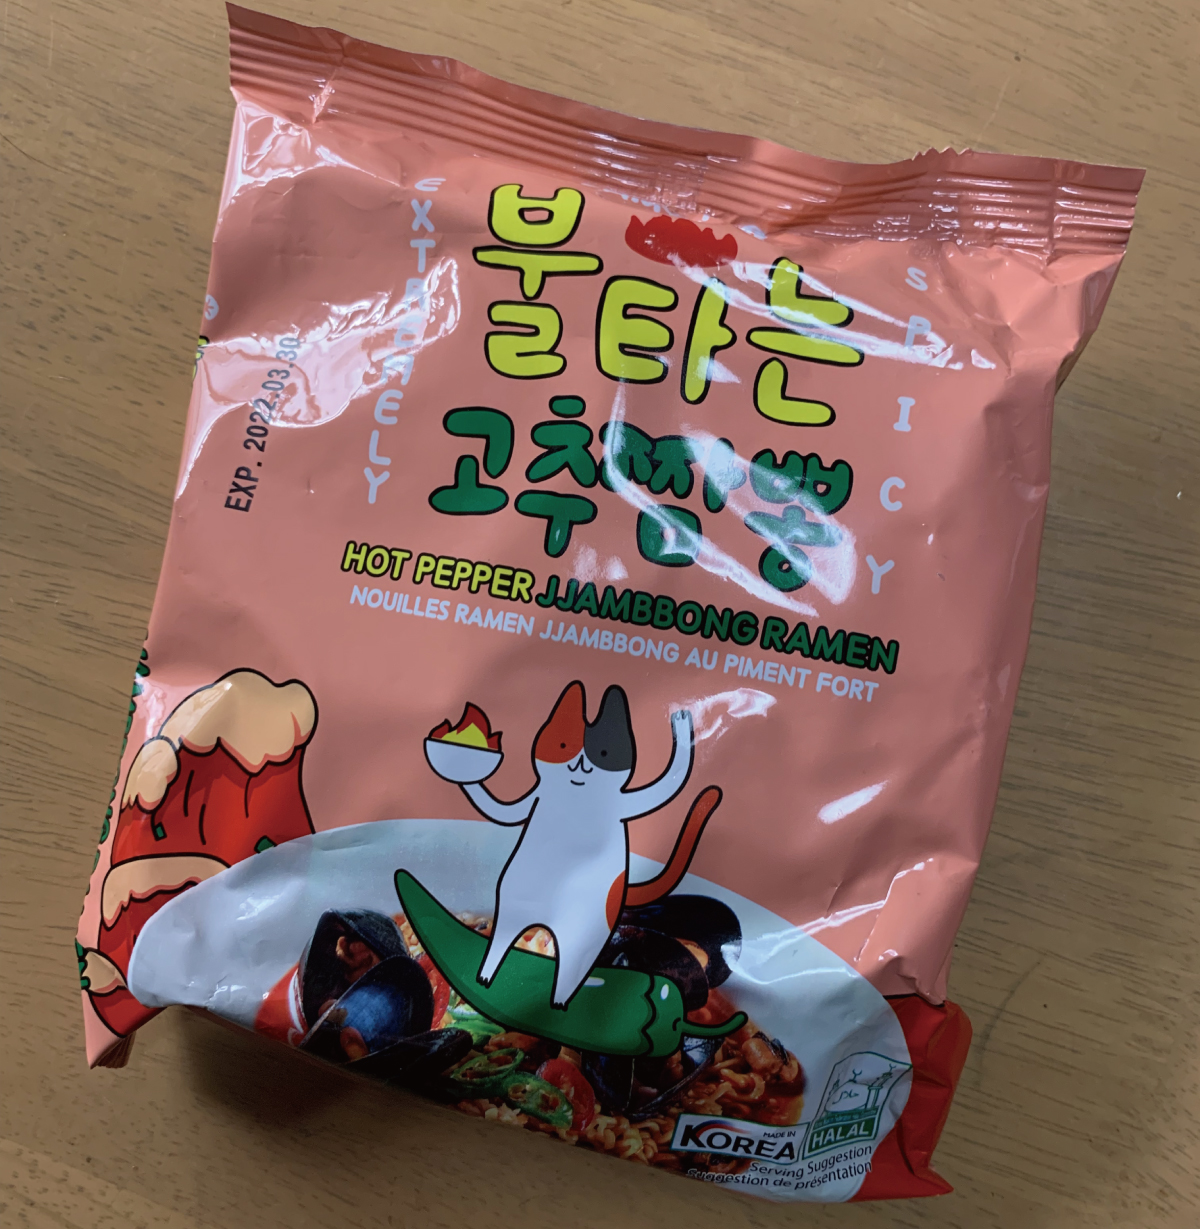 EXTREMELY
불타는
SPICY
고추짬뽕
EXP. 2022.03.30
HOT PEPPER JJAMBBONG RAMEN
NOUILLES RAMEN JJAMBBONG AU PIMENT FORT
MADE IN
KOREA
حلال
HALAL
Serving Suggestion
Suggestion de présentation